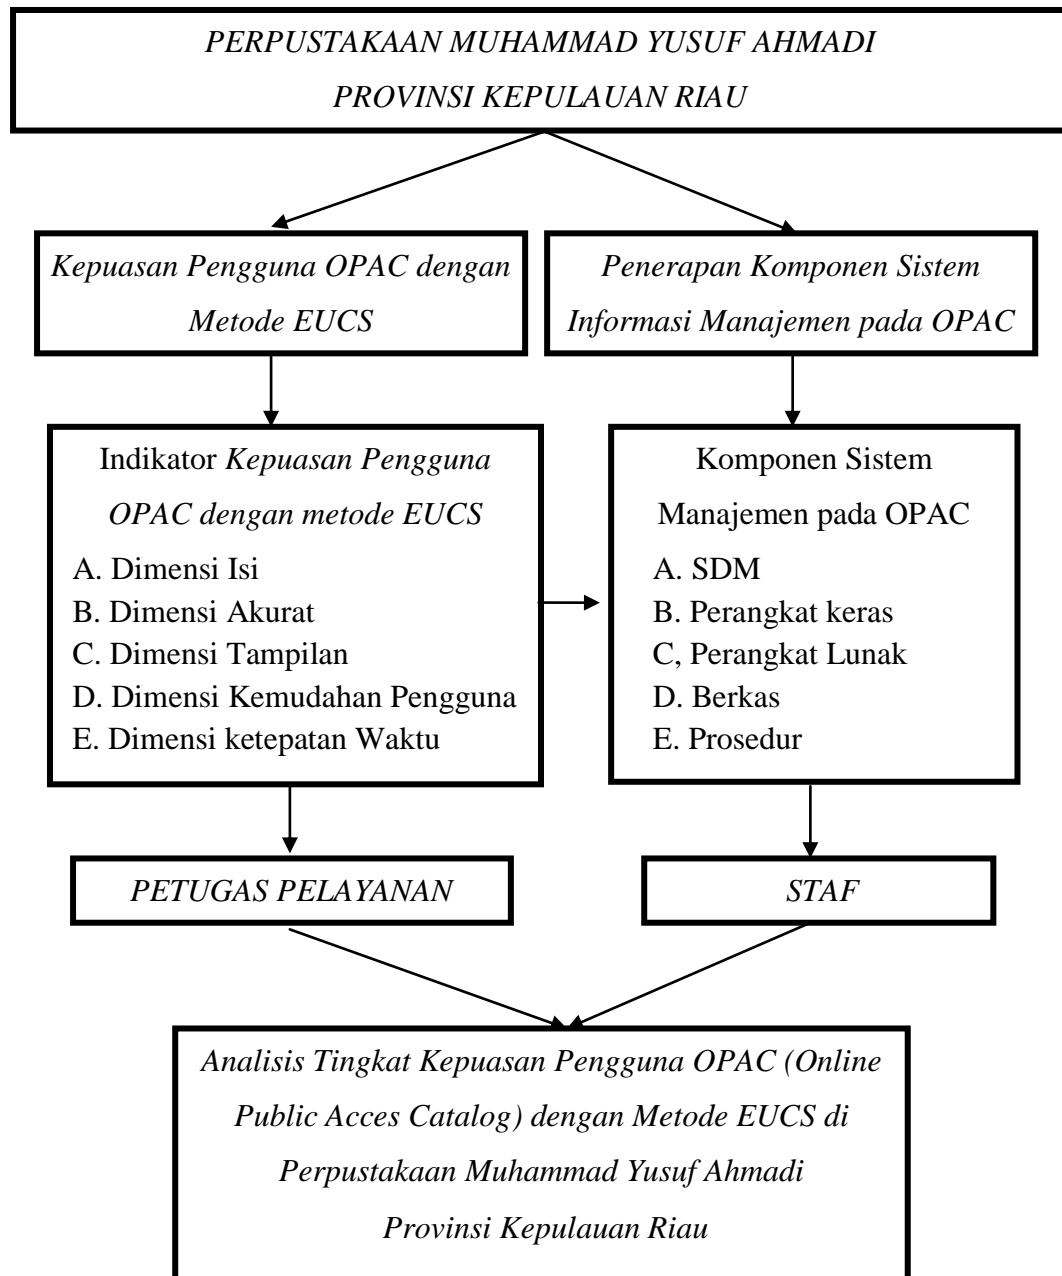 PERPUSTAKAAN MUHAMMAD YUSUF AHMADI
PROVINSI KEPULAUAN RIAU
Kepuasan Pengguna OPAC dengan
Metode EUCS
Penerapan Komponen Sistem
Informasi Manajemen pada OPAC
Indikator Kepuasan Pengguna
OPAC dengan metode EUCS
A. Dimensi Isi
B. Dimensi Akurat
C. Dimensi Tampilan
D. Dimensi Kemudahan Pengguna
E. Dimensi ketepatan Waktu
Komponen Sistem
Manajemen pada OPAC
A. SDM
B. Perangkat keras
C, Perangkat Lunak
D. Berkas
E. Prosedur
PETUGAS PELAYANAN
STAF
Analisis Tingkat Kepuasan Pengguna OPAC (Online
Public Acces Catalog) dengan Metode EUCS di
Perpustakaan Muhammad Yusuf Ahmadi
Provinsi Kepulauan Riau